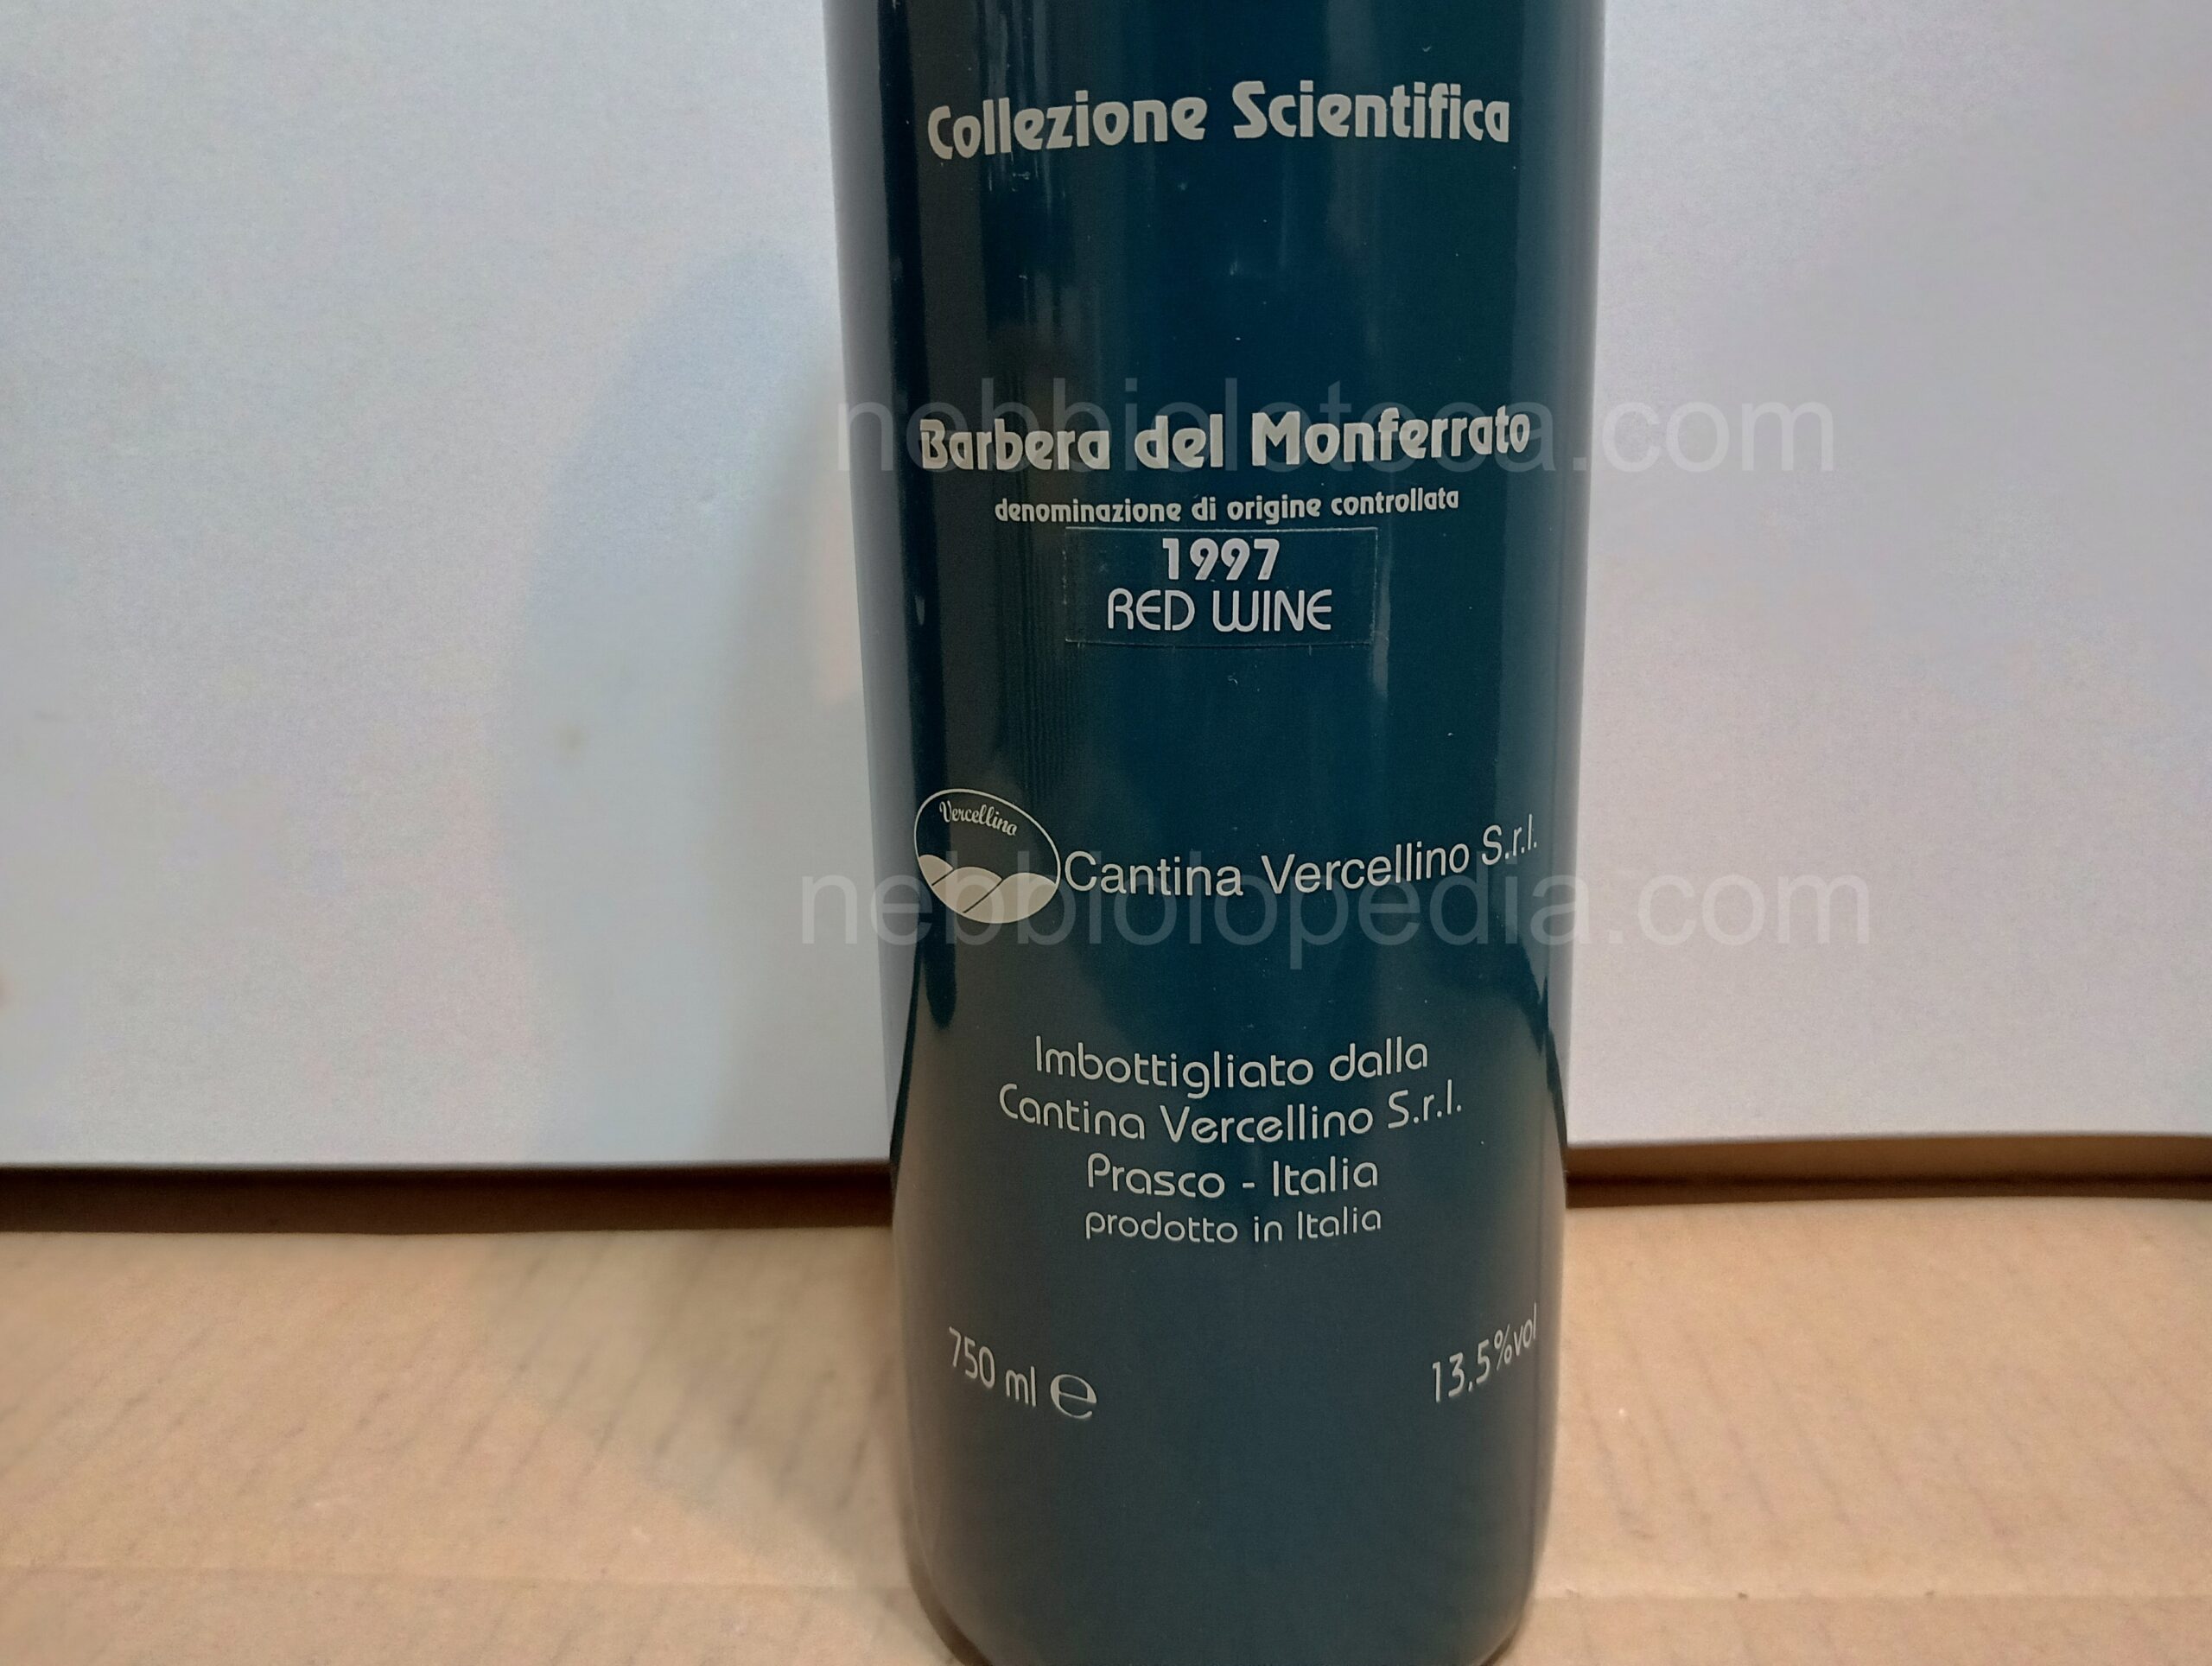 Collezione Scientifica
nebbioloteca.com
Barbera del Monferrato
denominazione di origine controllata
1997
RED WINE
Vercellino
Cantina Vercellino S.r.l.
nebbiolopedia.com
Imbottigliato dalla
Cantina Vercellino S.r.l.
Prasco - Italia
prodotto in Italia
750 ml ℮
13,5%vol